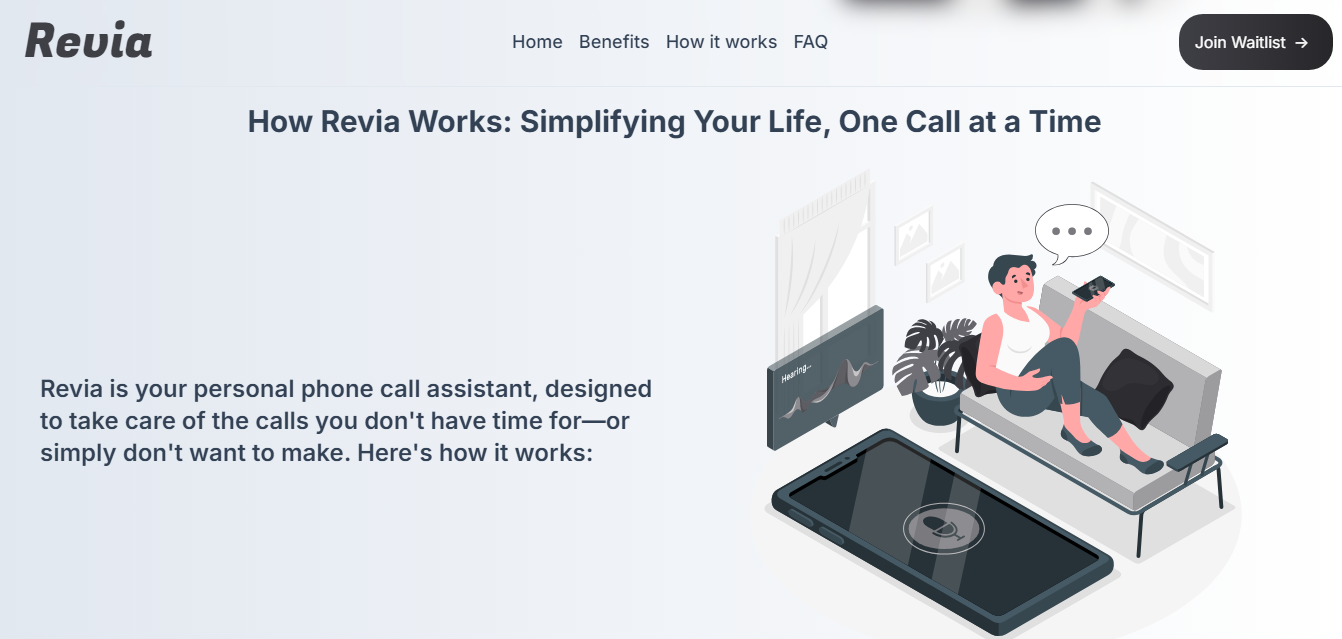 Revia
Home Benefits How it works FAQ
Join Waitlist →
How Revia Works: Simplifying Your Life, One Call at a Time
Hearing...
Revia is your personal phone call assistant, designed
to take care of the calls you don't have time for—or
simply don't want to make. Here's how it works: